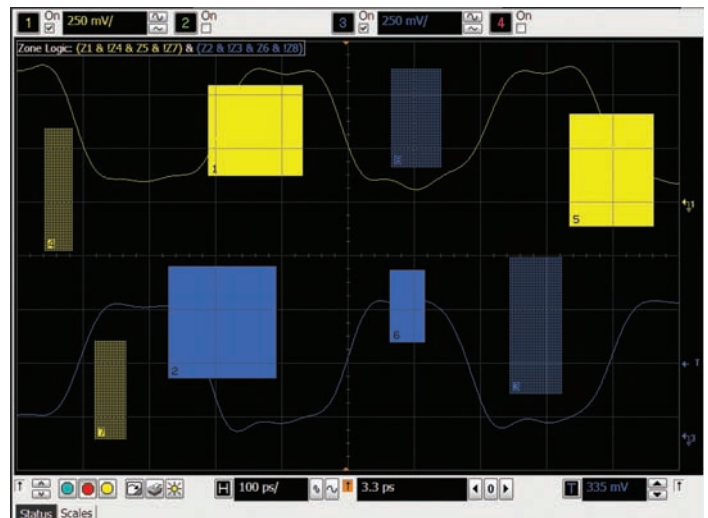 1 On 250 mV/ 2 On 3 On 250 mV/ 4 On
Zone Logic: (Z1 & !Z4 & Z5 & !Z7) & (Z2 & !Z3 & Z6 & !Z8)
1
8
4
5
1
6
2
3
T
7
3
H 100 ps/ T 3.3 ps 0 T 335 mV
Status Scales